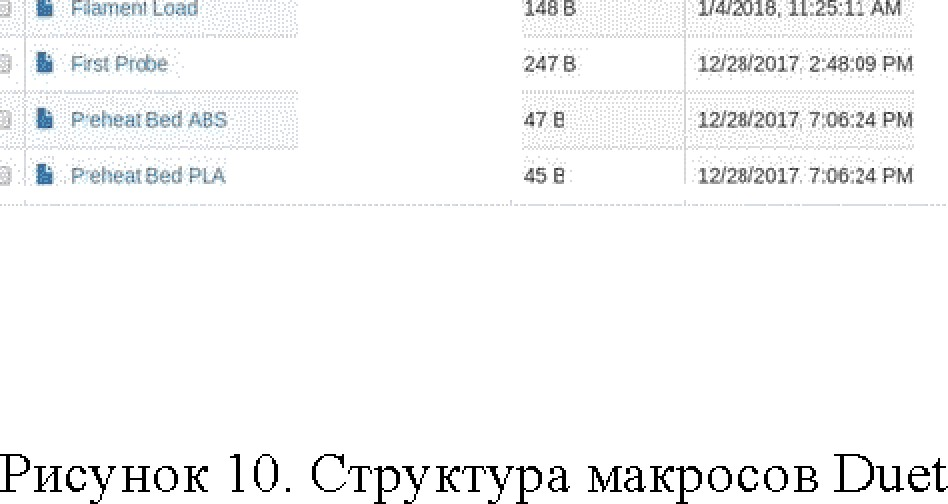 Filament Load 148 B 1/4/2018, 11:25:11 AM
First Probe 247 B 12/28/2017, 2:48:09 PM
Preheat Bed ABS 47 B 12/28/2017, 7:06:24 PM
Preheat Bed PLA 45 B 12/28/2017, 7:06:24 PM
Рисунок 10. Структура макросов Duet